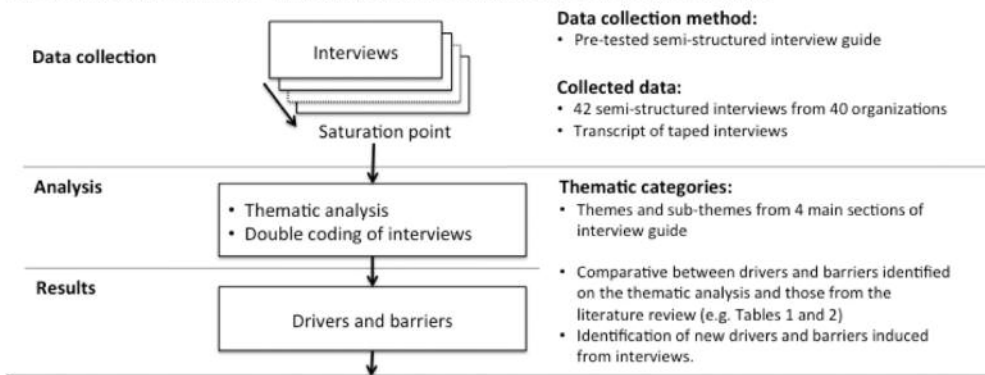 Data collection
Interviews
Saturation point
Data collection method:
• Pre-tested semi-structured interview guide
Collected data:
• 42 semi-structured interviews from 40 organizations
• Transcript of taped interviews
Analysis
• Thematic analysis
• Double coding of interviews
Thematic categories:
• Themes and sub-themes from 4 main sections of
interview guide
Results
Drivers and barriers
• Comparative between drivers and barriers identified
on the thematic analysis and those from the
literature review (e.g. Tables 1 and 2)
• Identification of new drivers and barriers induced
from interviews.